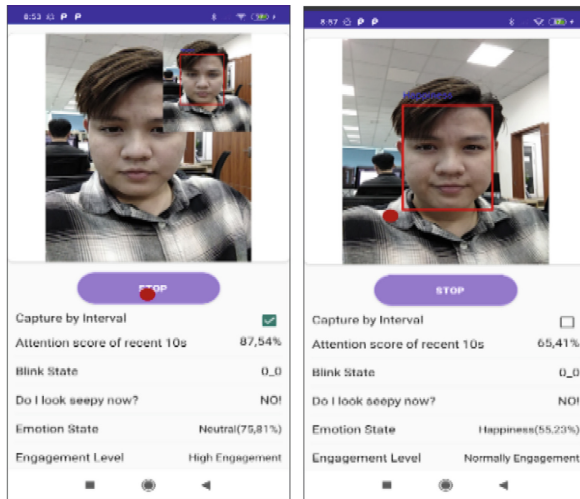 8:53
STOP
Capture by Interval
Attention score of recent 10s 87,54%
Blink State 0_0
Do I look seepy now? NO!
Emotion State Neutral(75,81%)
Engagement Level High Engagement
8:57
Happiness
STOP
Capture by Interval
Attention score of recent 10s 65,41%
Blink State 0_0
Do I look seepy now? NO!
Emotion State Happiness(55,23%)
Engagement Level Normally Engagement